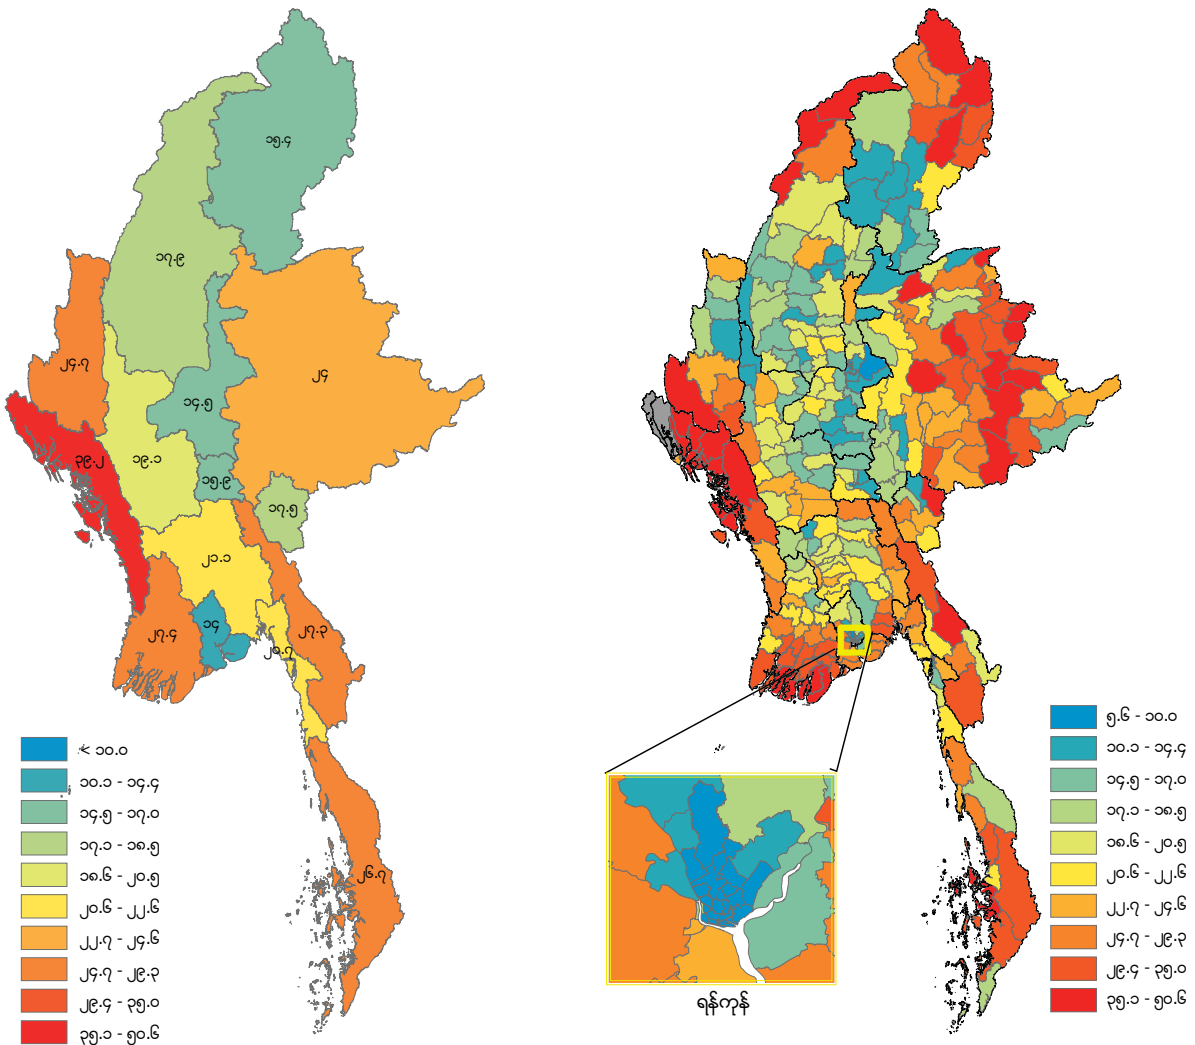 ၁၅.၄
၁၇.၉
၂၄.၇
၂၄
၁၄.၅
၃၉.၂
၁၉.၁
၁၅.၉
၁၇.၅
၂၁.၁
၂၇.၄
၁၄
၂၇.၃
၂၀.၇
၂၆.၇
< ၁၀.၀
၁၀.၁ - ၁၄.၄
၁၄.၅ - ၁၇.၀
၁၇.၁ - ၁၈.၅
၁၈.၆ - ၂၀.၅
၂၀.၆ - ၂၂.၆
၂၂.၇ - ၂၄.၆
၂၄.၇ - ၂၉.၃
၂၉.၄ - ၃၅.၀
၃၅.၁ - ၅၀.၆
၅.၆ - ၁၀.၀
၁၀.၁ - ၁၄.၄
၁၄.၅ - ၁၇.၀
၁၇.၁ - ၁၈.၅
၁၈.၆ - ၂၀.၅
၂၀.၆ - ၂၂.၆
၂၂.၇ - ၂၄.၆
၂၄.၇ - ၂၉.၃
၂၉.၄ - ၃၅.၀
၃၅.၁ - ၅၀.၆
ရန်ကုန်